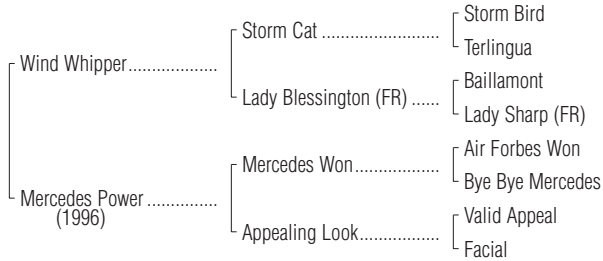 Storm Bird
Storm Cat ........................
Terlingua
Wind Whipper..................
Baillamont
Lady Blessington (FR) ......
Lady Sharp (FR)
Air Forbes Won
Mercedes Won.................
Bye Bye Mercedes
Mercedes Power ..............
(1996)
Valid Appeal
Appealing Look................
Facial